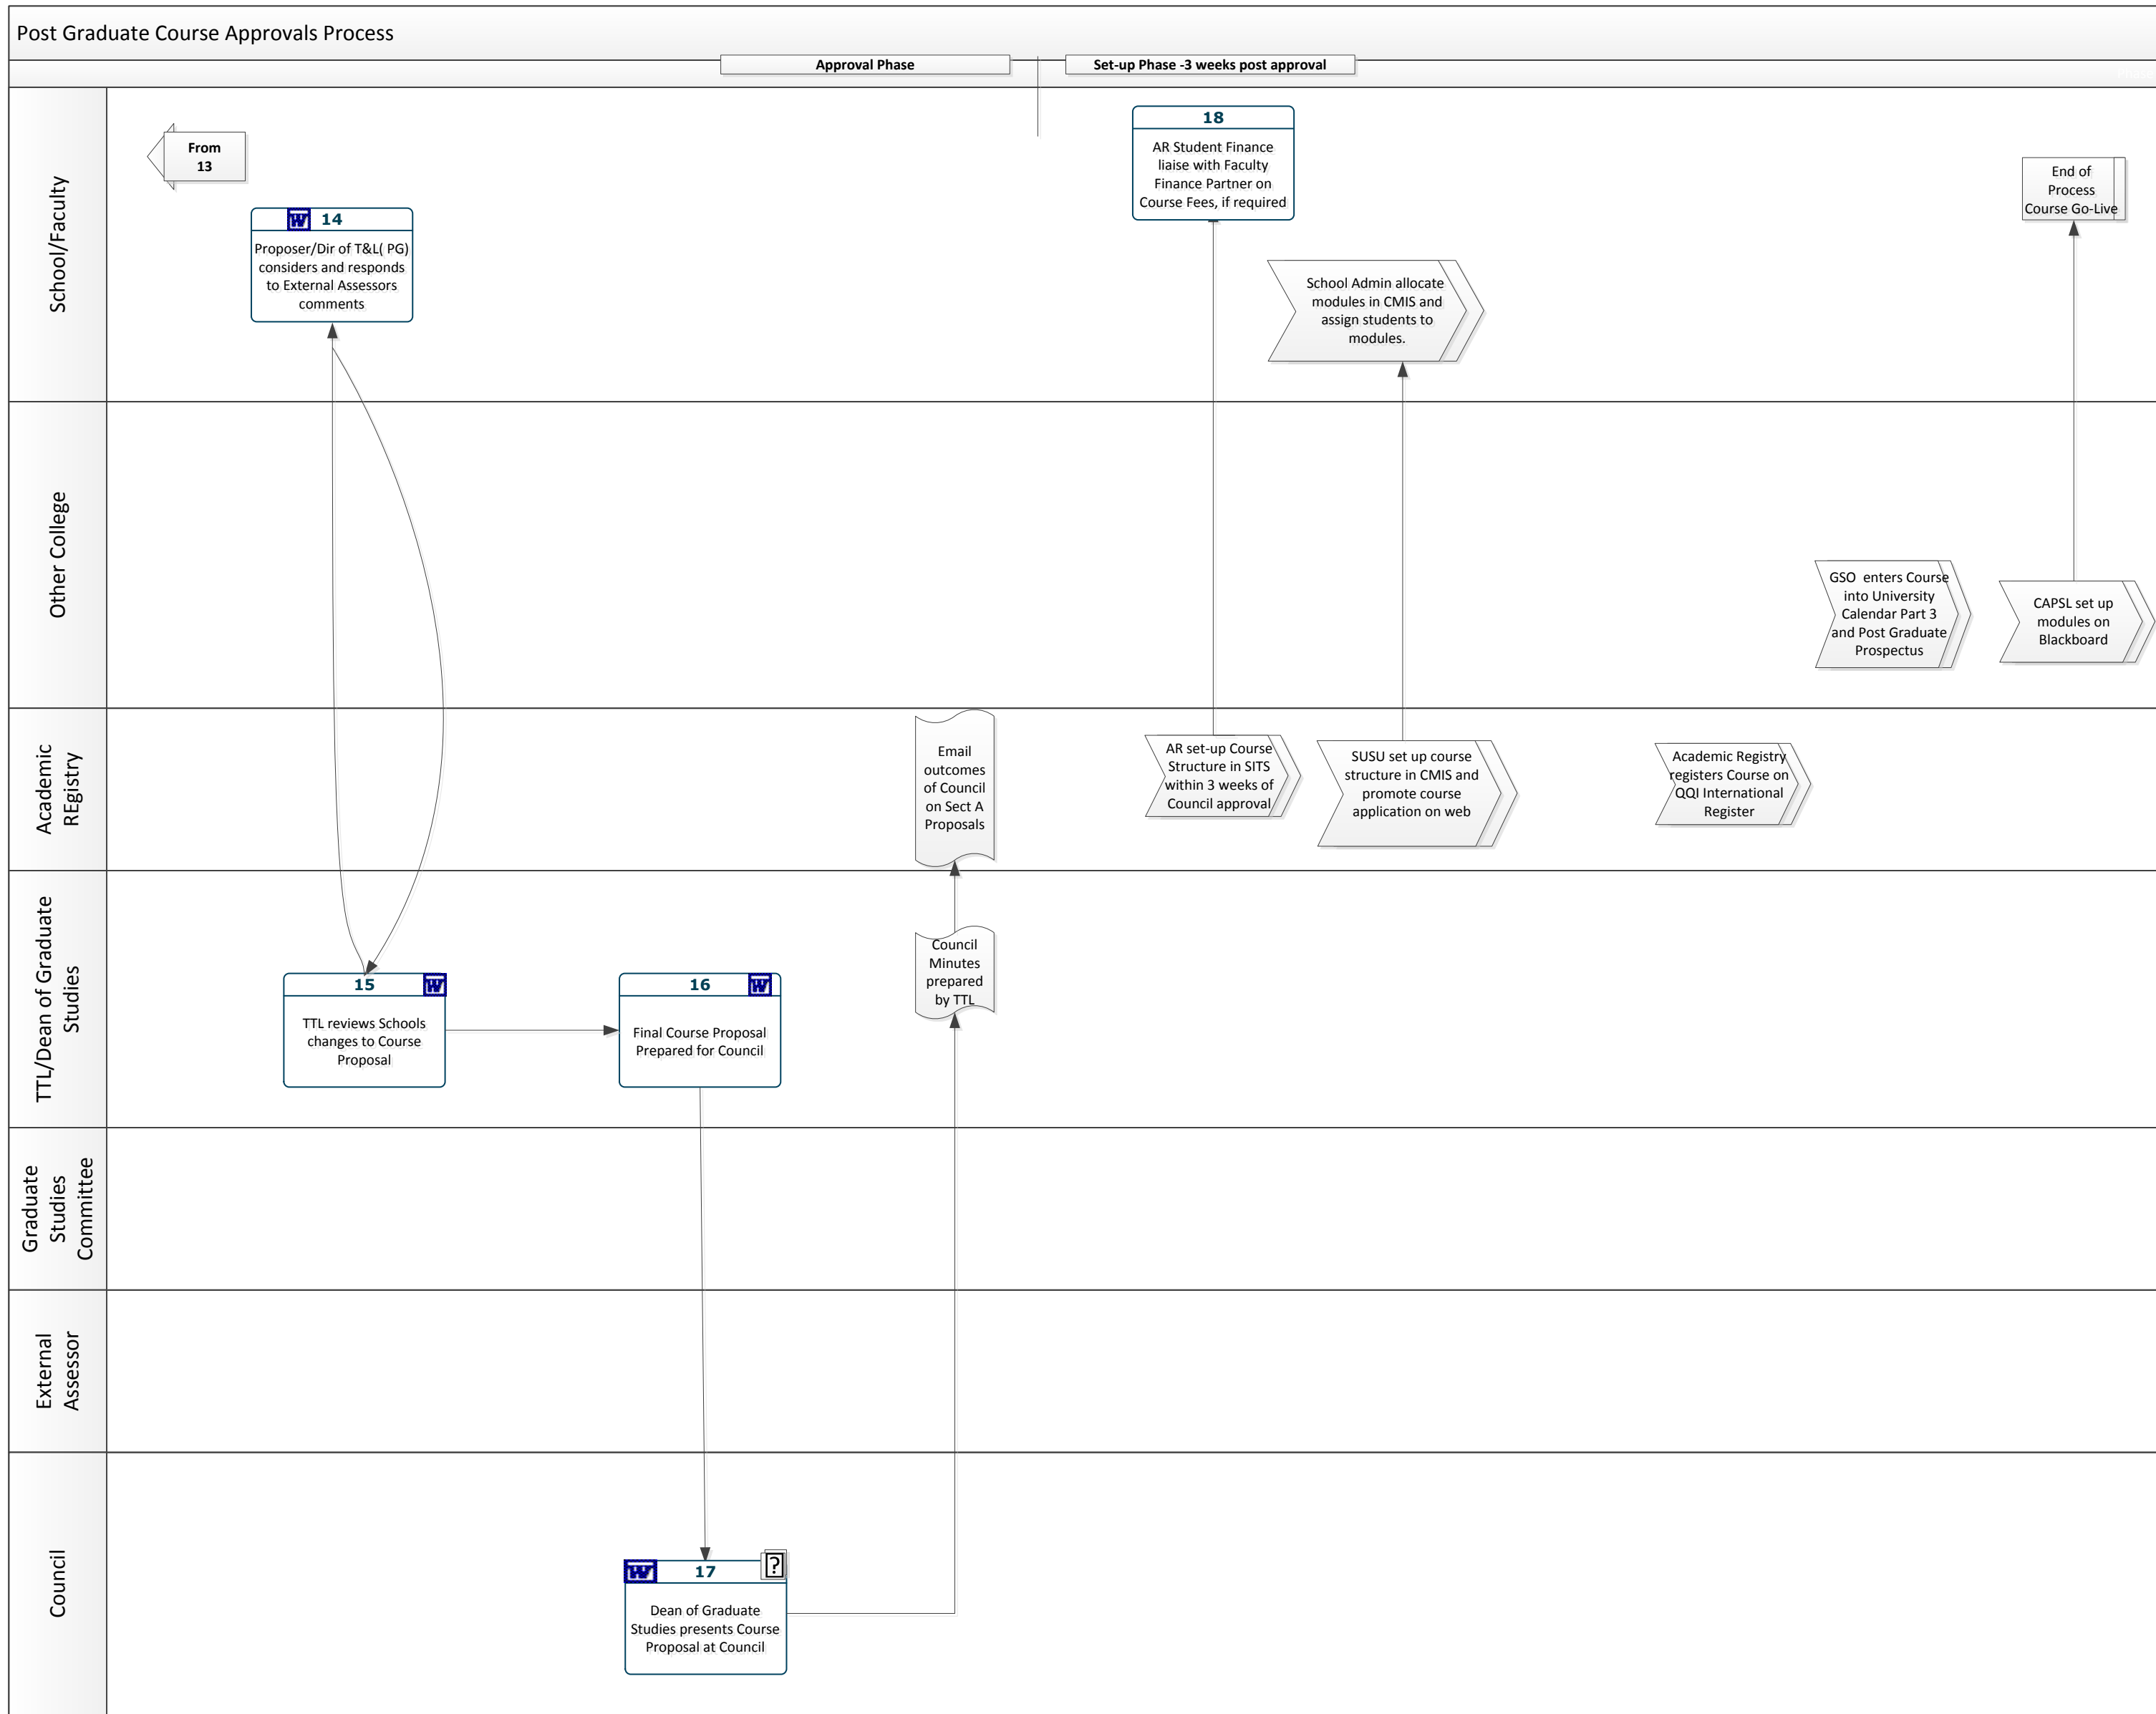 Post Graduate Course Approvals Process
Approval Phase
Set-up Phase -3 weeks post approval
School/Faculty
From
13
14
Proposer/Dir of T&L( PG)
considers and responds
to External Assessors
comments
18
AR Student Finance
liaise with Faculty
Finance Partner on
Course Fees, if required
School Admin allocate
modules in CMIS and
assign students to
modules.
End of
Process
Course Go-Live
Other College
GSO  enters Course
into University
Calendar Part 3
and Post Graduate
Prospectus
CAPSL set up
modules on
Blackboard
Academic
REgistry
Email
outcomes
of Council
on Sect A
Proposals
AR set-up Course
Structure in SITS
within 3 weeks of
Council approval
SUSU set up course
structure in CMIS and
promote course
application on web
Academic Registry
registers Course on
QQI International
Register
TTL/Dean of Graduate
Studies
15
TTL reviews Schools
changes to Course
Proposal
16
Final Course Proposal
Prepared for Council
Council
Minutes
prepared
by TTL
Graduate
Studies
Committee
External
Assessor
Council
17
?
Dean of Graduate
Studies presents Course
Proposal at Council